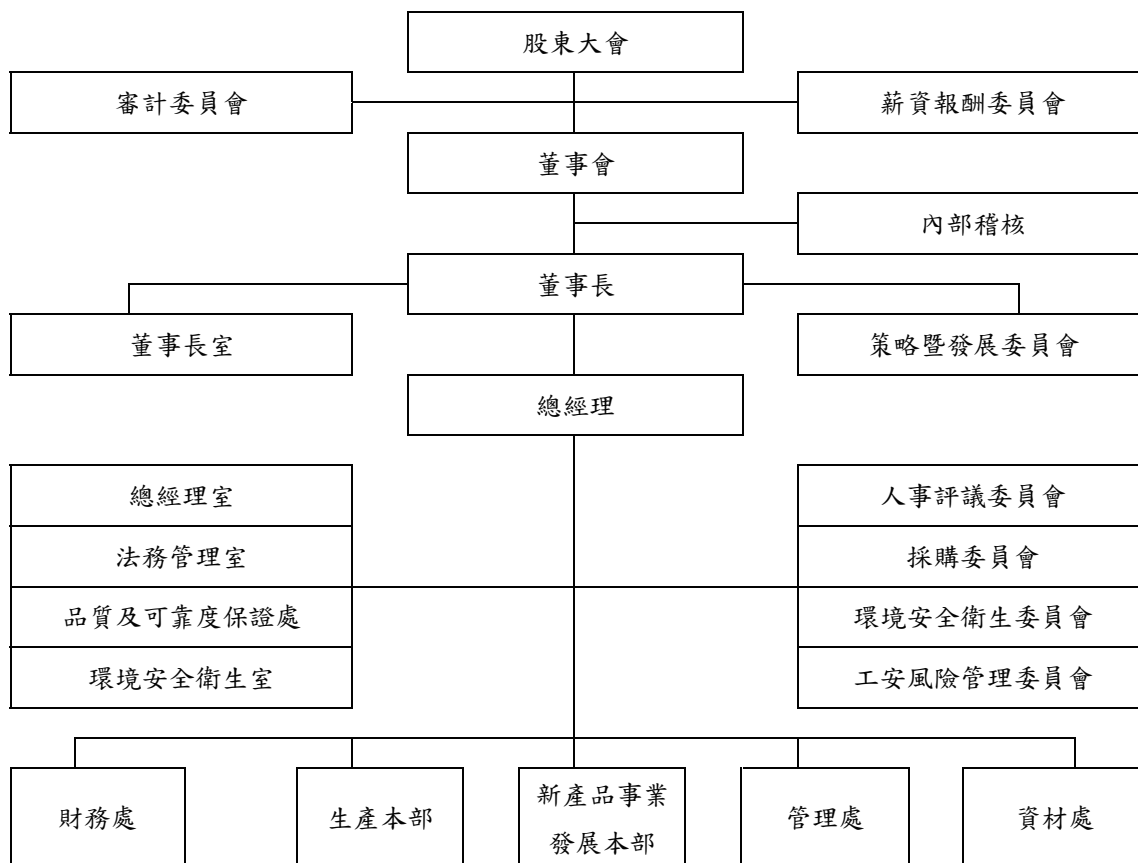 股東大會
審計委員會
薪資報酬委員會
董事會
內部稽核
董事長
董事長室
策略暨發展委員會
總經理
總經理室
人事評議委員會
法務管理室
採購委員會
品質及可靠度保證處
環境安全衛生委員會
環境安全衛生室
工安風險管理委員會
財務處
生產本部
新產品事業
發展本部
管理處
資材處